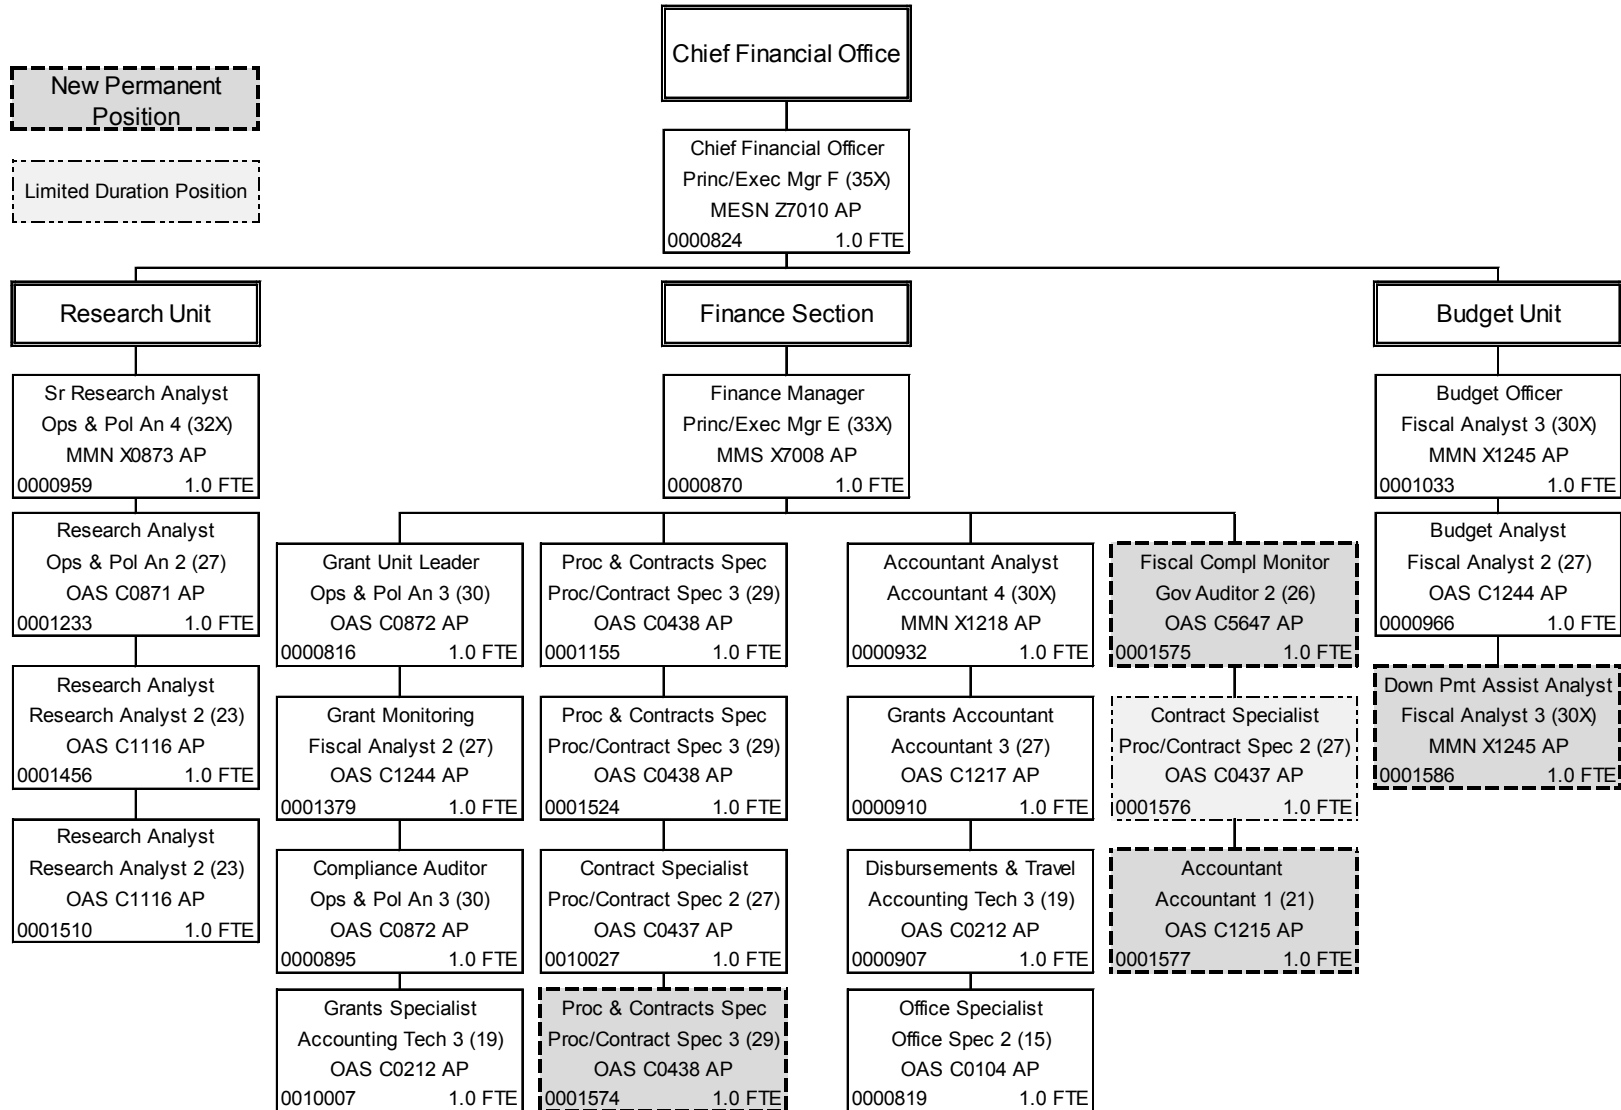 Chief Financial Office
New Permanent
Position
Limited Duration Position
Chief Financial Officer
Princ/Exec Mgr F (35X)
MESN Z7010 AP
0000824 1.0 FTE
Research Unit
Finance Section
Budget Unit
Sr Research Analyst
Ops & Pol An 4 (32X)
MMN X0873 AP
0000959 1.0 FTE
Research Analyst
Ops & Pol An 2 (27)
OAS C0871 AP
0001233 1.0 FTE
Research Analyst
Research Analyst 2 (23)
OAS C1116 AP
0001456 1.0 FTE
Research Analyst
Research Analyst 2 (23)
OAS C1116 AP
0001510 1.0 FTE
Finance Manager
Princ/Exec Mgr E (33X)
MMS X7008 AP
0000870 1.0 FTE
Grant Unit Leader
Ops & Pol An 3 (30)
OAS C0872 AP
0000816 1.0 FTE
Grant Monitoring
Fiscal Analyst 2 (27)
OAS C1244 AP
0001379 1.0 FTE
Compliance Auditor
Ops & Pol An 3 (30)
OAS C0872 AP
0000895 1.0 FTE
Grants Specialist
Accounting Tech 3 (19)
OAS C0212 AP
0010007 1.0 FTE
Proc & Contracts Spec
Proc/Contract Spec 3 (29)
OAS C0438 AP
0001155 1.0 FTE
Proc & Contracts Spec
Proc/Contract Spec 3 (29)
OAS C0438 AP
0001524 1.0 FTE
Contract Specialist
Proc/Contract Spec 2 (27)
OAS C0437 AP
0010027 1.0 FTE
Proc & Contracts Spec
Proc/Contract Spec 3 (29)
OAS C0438 AP
0001574 1.0 FTE
Accountant Analyst
Accountant 4 (30X)
MMN X1218 AP
0000932 1.0 FTE
Grants Accountant
Accountant 3 (27)
OAS C1217 AP
0000910 1.0 FTE
Disbursements & Travel
Accounting Tech 3 (19)
OAS C0212 AP
0000907 1.0 FTE
Office Specialist
Office Spec 2 (15)
OAS C0104 AP
0000819 1.0 FTE
Fiscal Compl Monitor
Gov Auditor 2 (26)
OAS C5647 AP
0001575 1.0 FTE
Contract Specialist
Proc/Contract Spec 2 (27)
OAS C0437 AP
0001576 1.0 FTE
Accountant
Accountant 1 (21)
OAS C1215 AP
0001577 1.0 FTE
Budget Officer
Fiscal Analyst 3 (30X)
MMN X1245 AP
0001033 1.0 FTE
Budget Analyst
Fiscal Analyst 2 (27)
OAS C1244 AP
0000966 1.0 FTE
Down Pmt Assist Analyst
Fiscal Analyst 3 (30X)
MMN X1245 AP
0001586 1.0 FTE